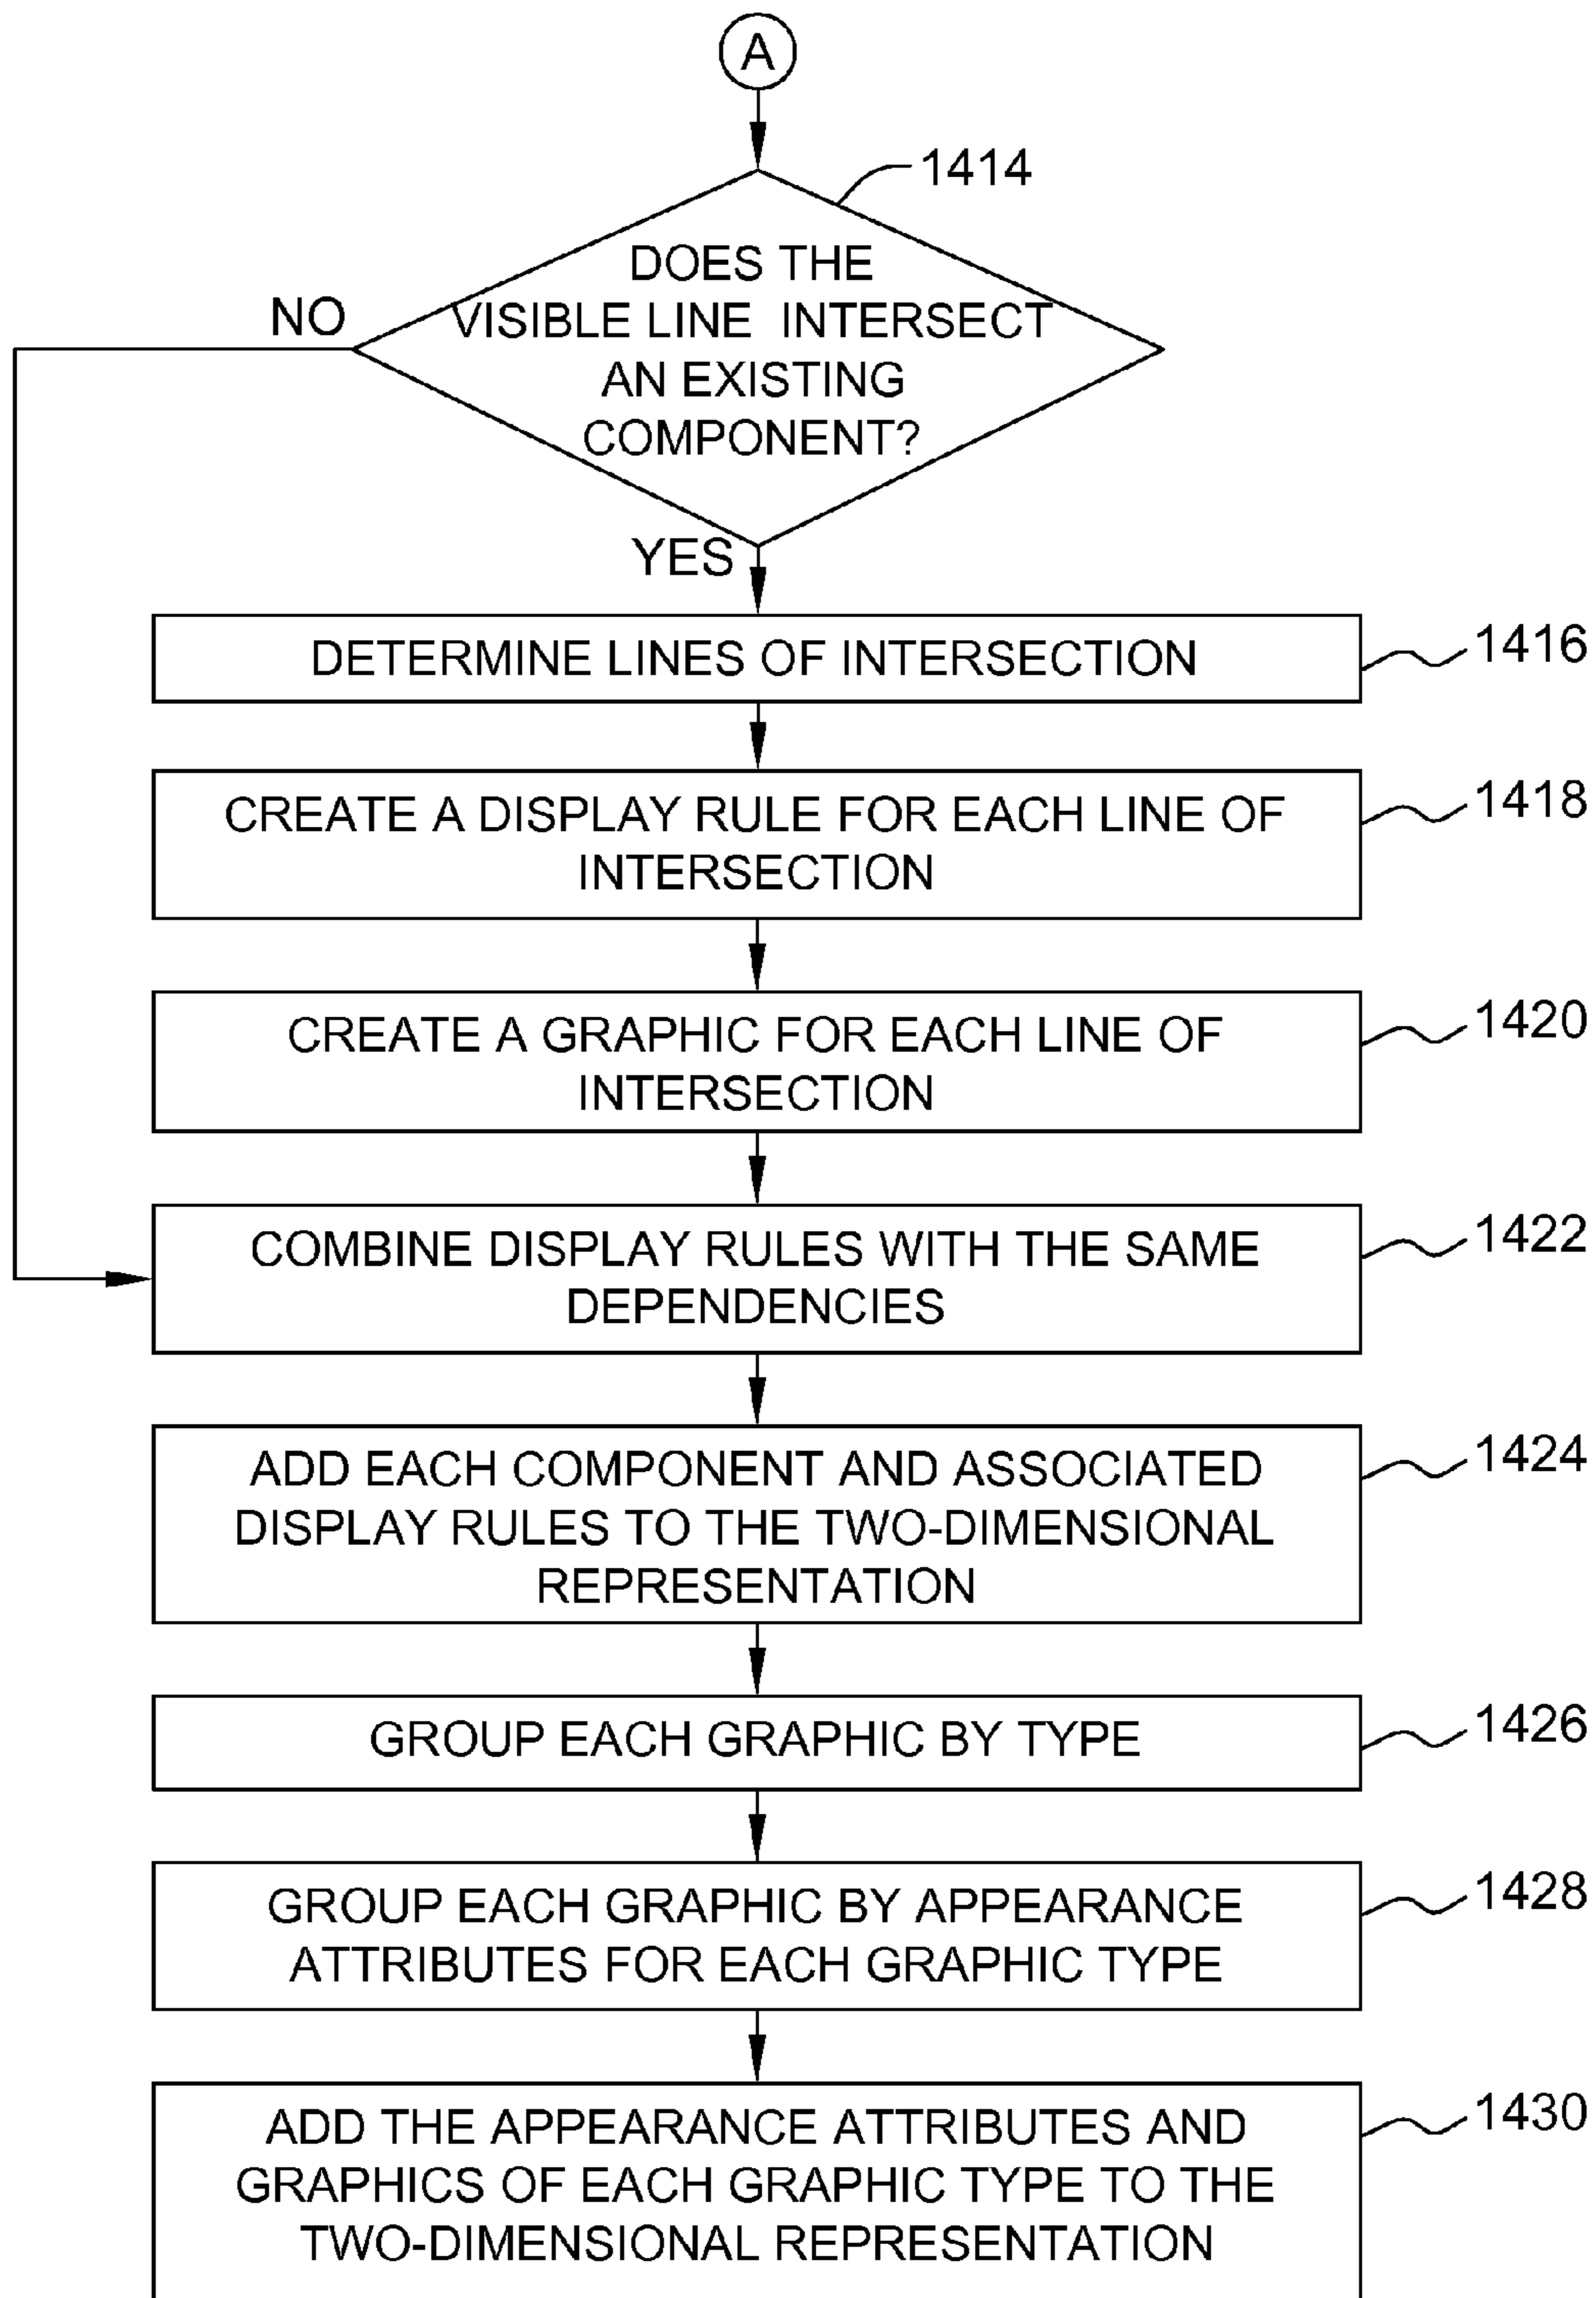 A
1414
DOES THE
VISIBLE LINE INTERSECT
AN EXISTING
COMPONENT?
NO
YES
DETERMINE LINES OF INTERSECTION
1416
CREATE A DISPLAY RULE FOR EACH LINE OF
INTERSECTION
1418
CREATE A GRAPHIC FOR EACH LINE OF
INTERSECTION
1420
COMBINE DISPLAY RULES WITH THE SAME
DEPENDENCIES
1422
ADD EACH COMPONENT AND ASSOCIATED
DISPLAY RULES TO THE TWO-DIMENSIONAL
REPRESENTATION
1424
GROUP EACH GRAPHIC BY TYPE
1426
GROUP EACH GRAPHIC BY APPEARANCE
ATTRIBUTES FOR EACH GRAPHIC TYPE
1428
ADD THE APPEARANCE ATTRIBUTES AND
GRAPHICS OF EACH GRAPHIC TYPE TO THE
TWO-DIMENSIONAL REPRESENTATION
1430